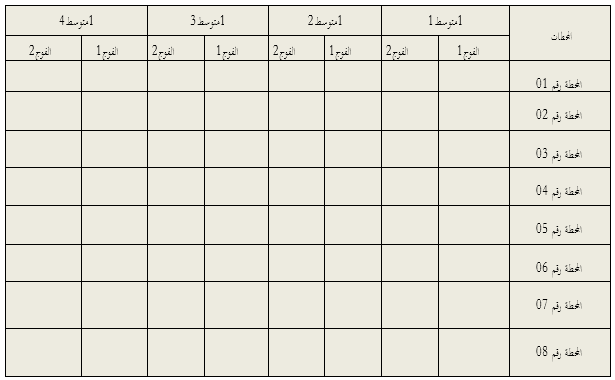 المحطات 1متوسط 1 1متوسط 2 1متوسط 3 1متوسط 4
الفوج1 الفوج2 الفوج1 الفوج2 الفوج1 الفوج2 الفوج1 الفوج2
المحطة رقم 01
المحطة رقم 02
المحطة رقم 03
المحطة رقم 04
المحطة رقم 05
المحطة رقم 06
المحطة رقم 07
المحطة رقم 08